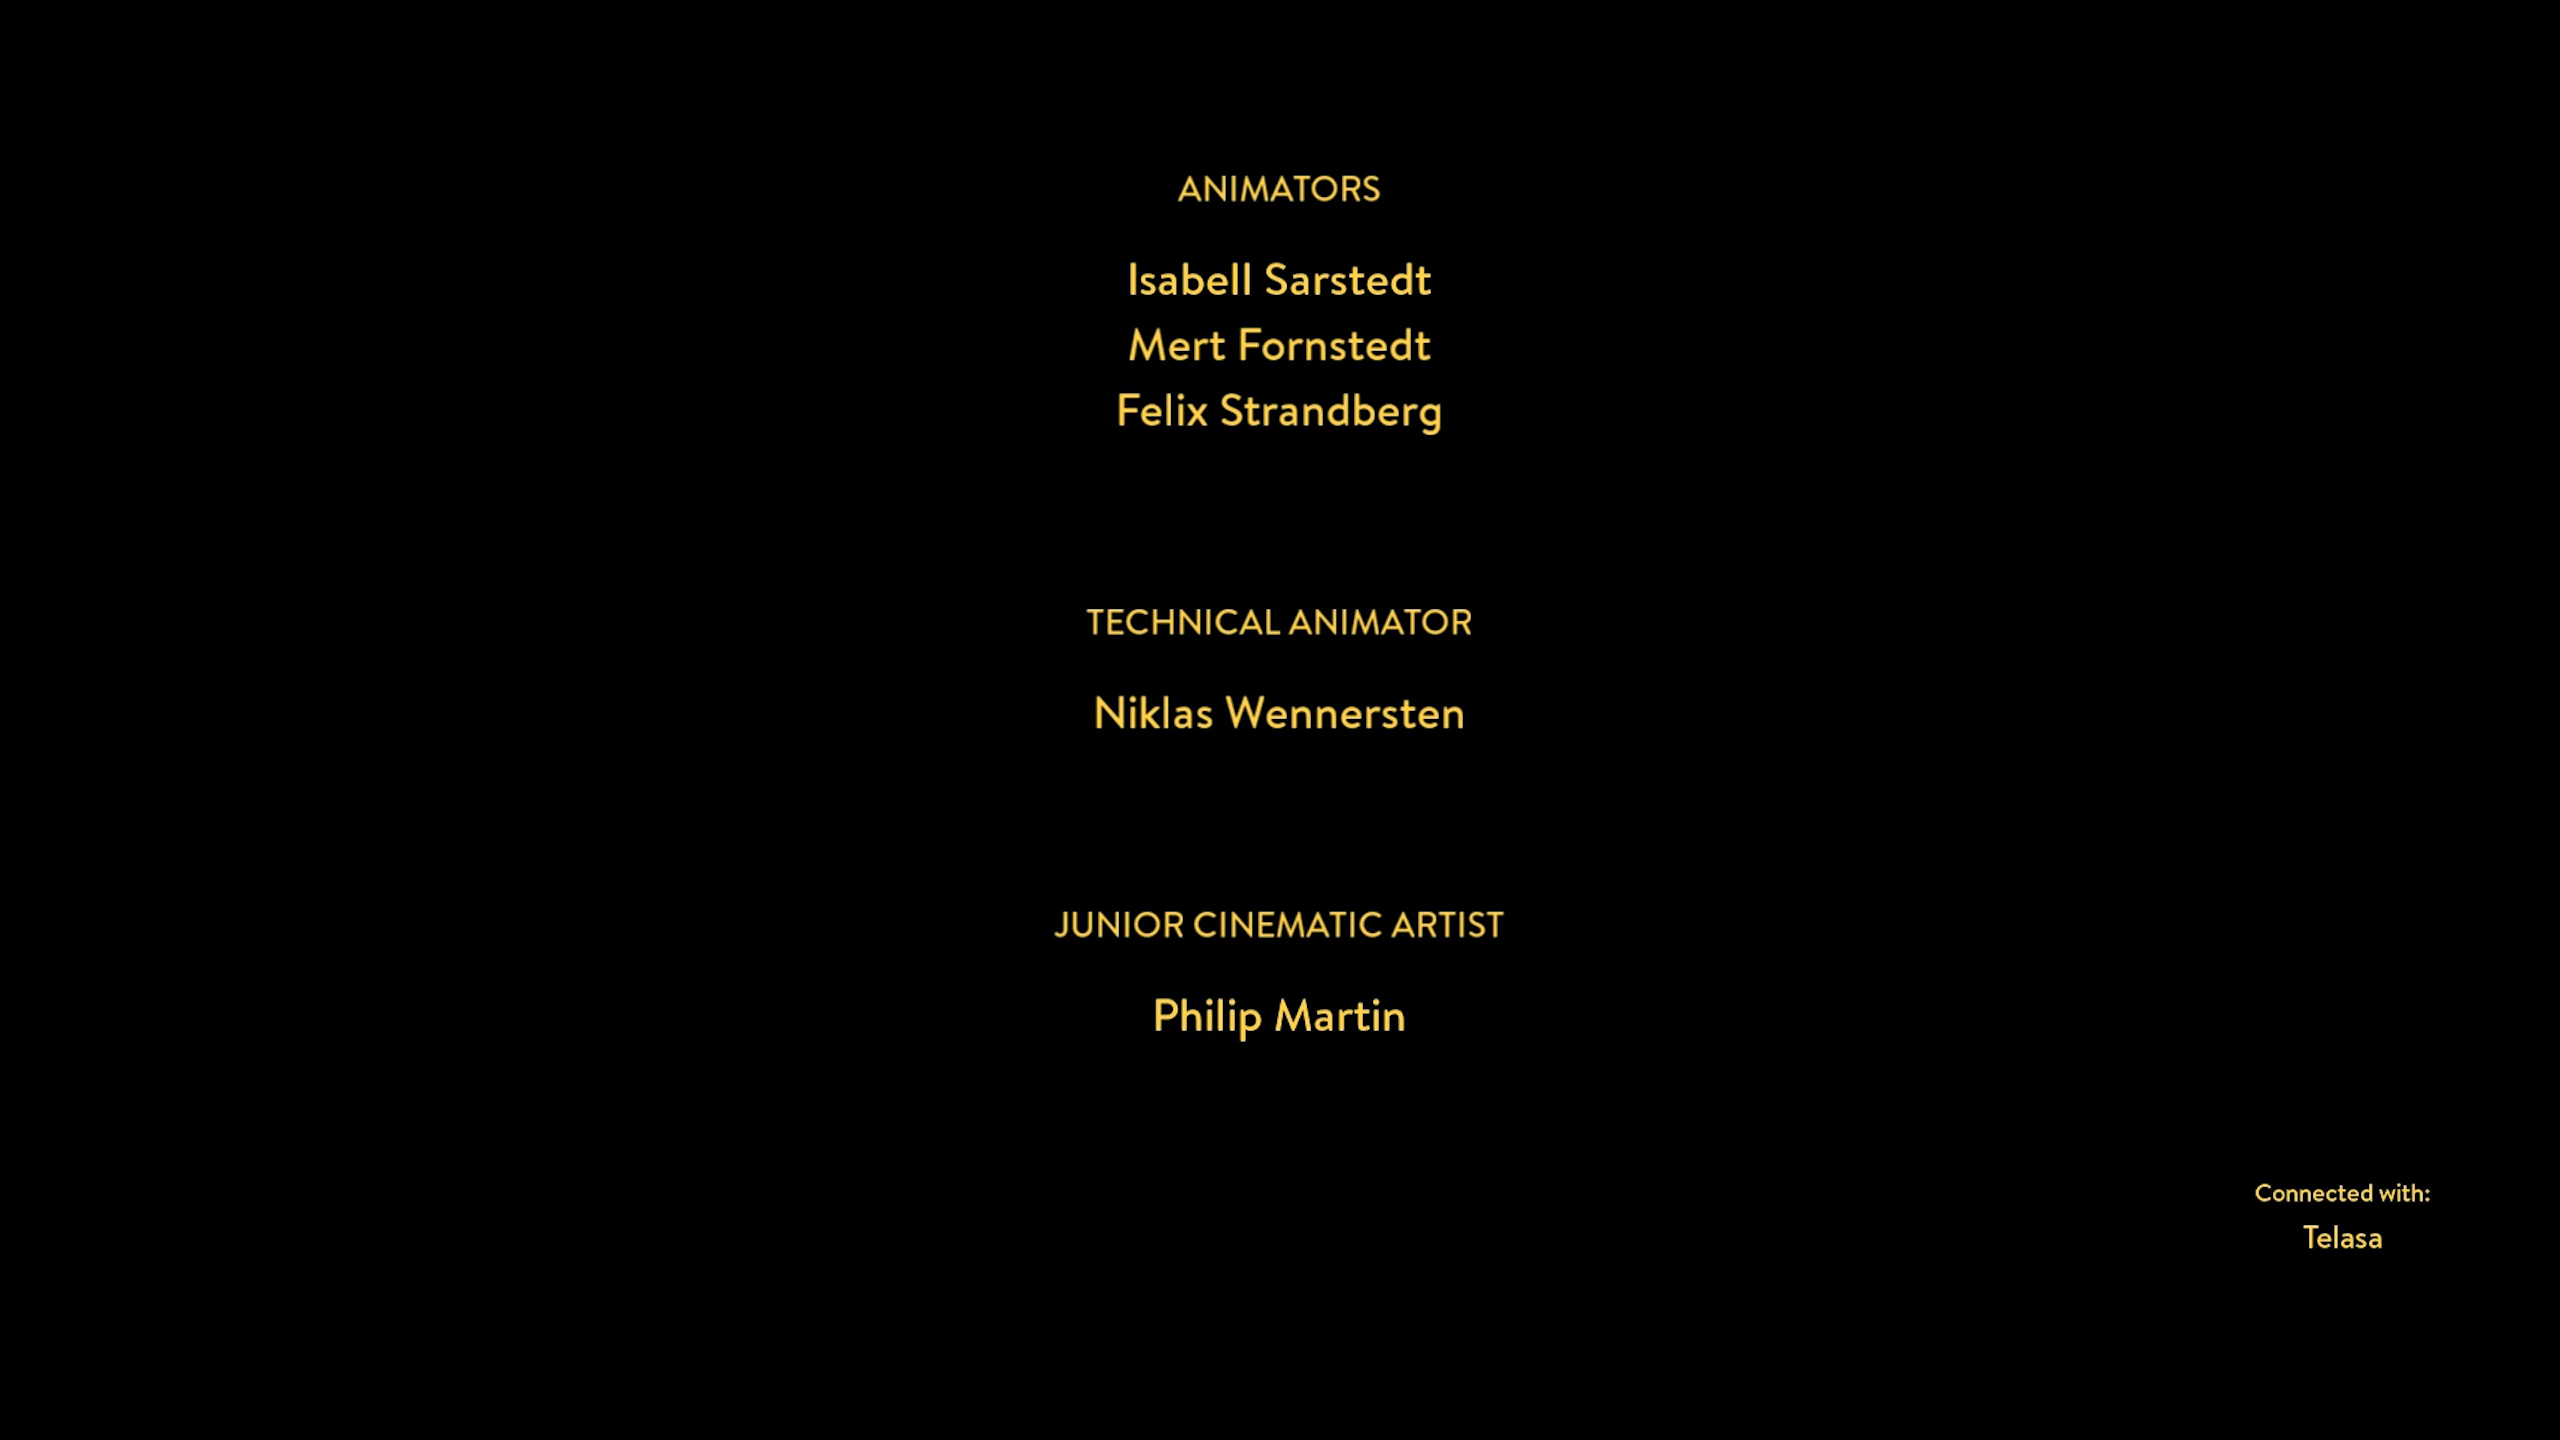 ANIMATORS
Isabell Sarstedt
Mert Fornstedt
Felix Strandberg
TECHNICAL ANIMATOR
Niklas Wennersten
JUNIOR CINEMATIC ARTIST
Philip Martin
Connected with:
Telasa